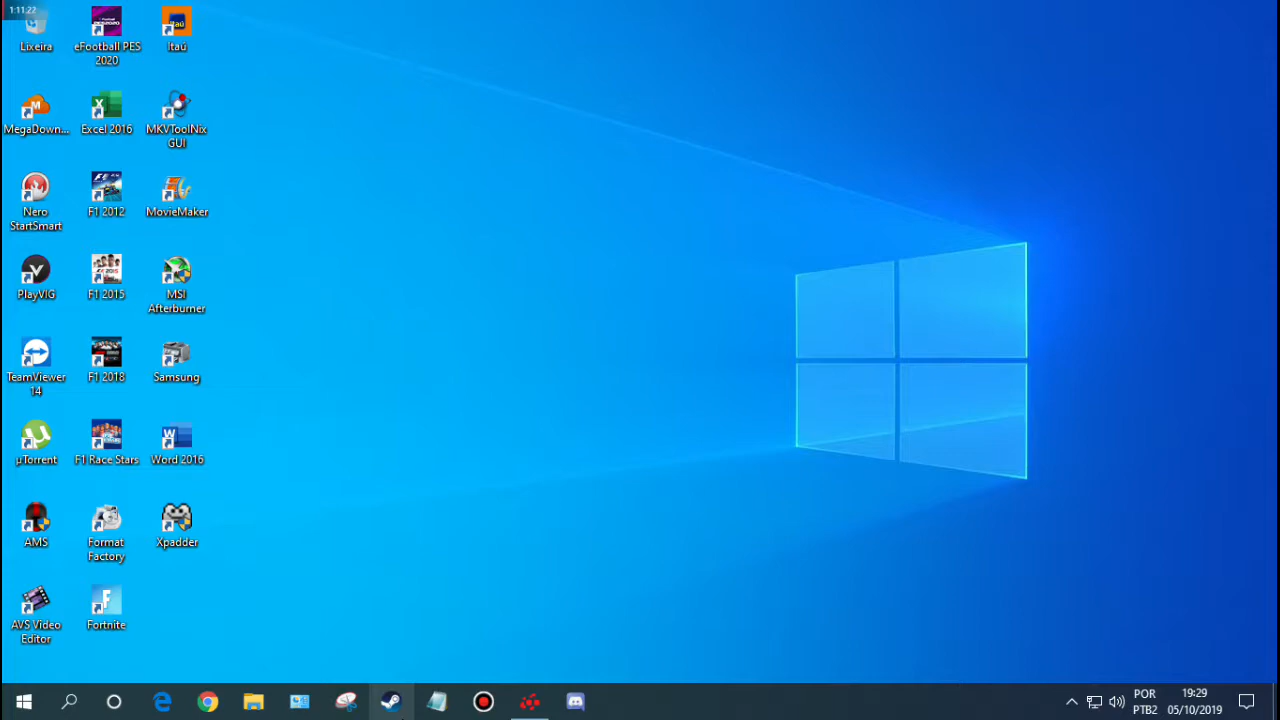 1:11:22
Lixeira
eFootball PES
2020
Itaú
MegaDown...
Excel 2016
MKVToolNix
GUI
Nero
StartSmart
F1 2012
MovieMaker
PlayVIG
F1 2015
MSI
Afterburner
TeamViewer
14
F1 2018
Samsung
µTorrent
F1 Race Stars
Word 2016
AMS
Format
Factory
Xpadder
AVS Video
Editor
Fortnite
POR
PTB2
19:29
05/10/2019